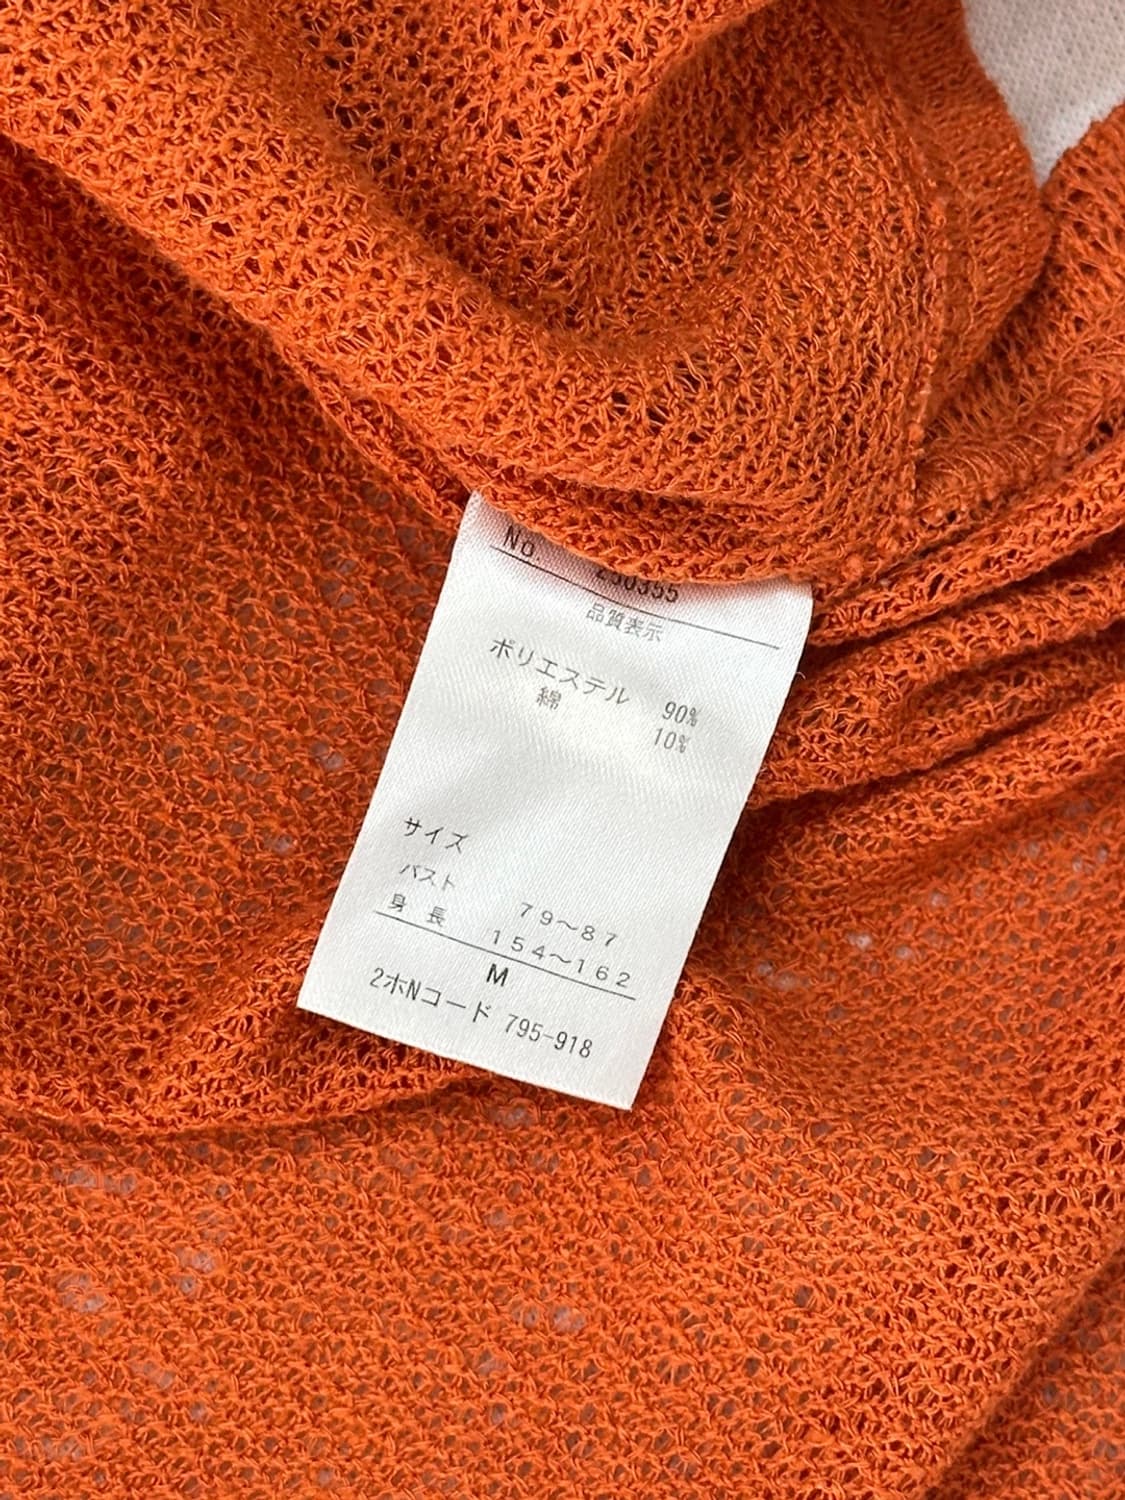 No 250355
品質表示
ポリエステル 90%
綿 10%
サイズ
バスト 79～87
身長 154～162
M
2ホNコード 795-918